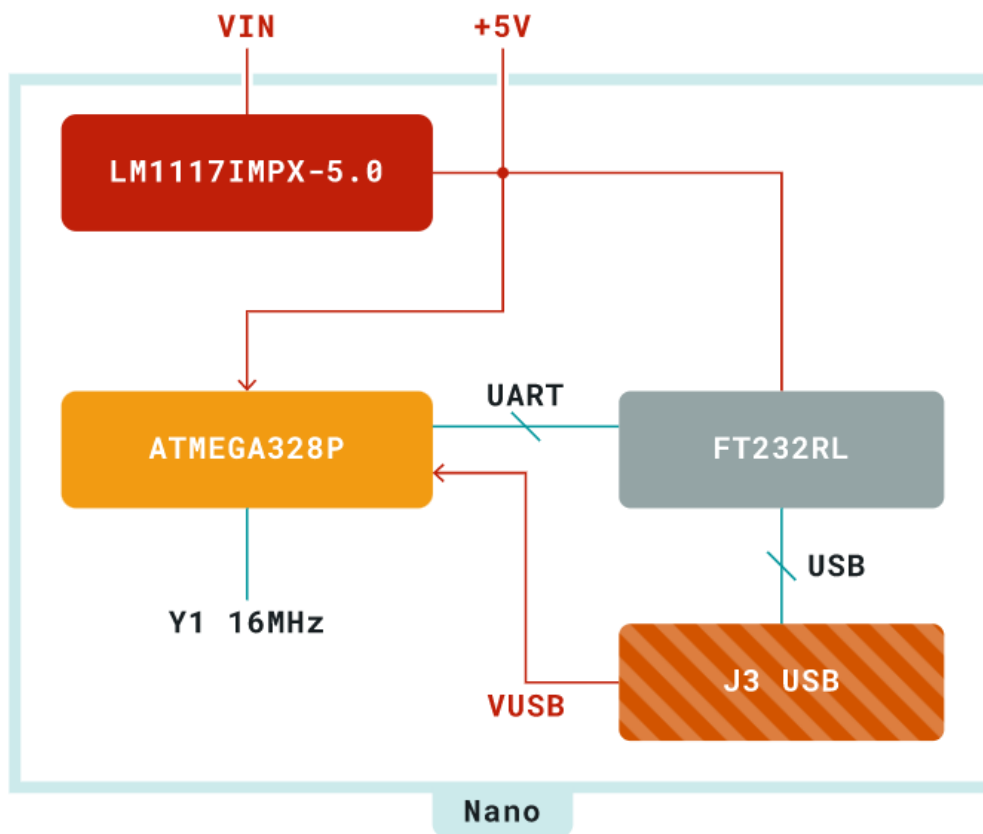 VIN
+5V
LM1117IMPX-5.0
UART
ATMEGA328P
FT232RL
USB
Y1 16MHz
J3 USB
VUSB
Nano